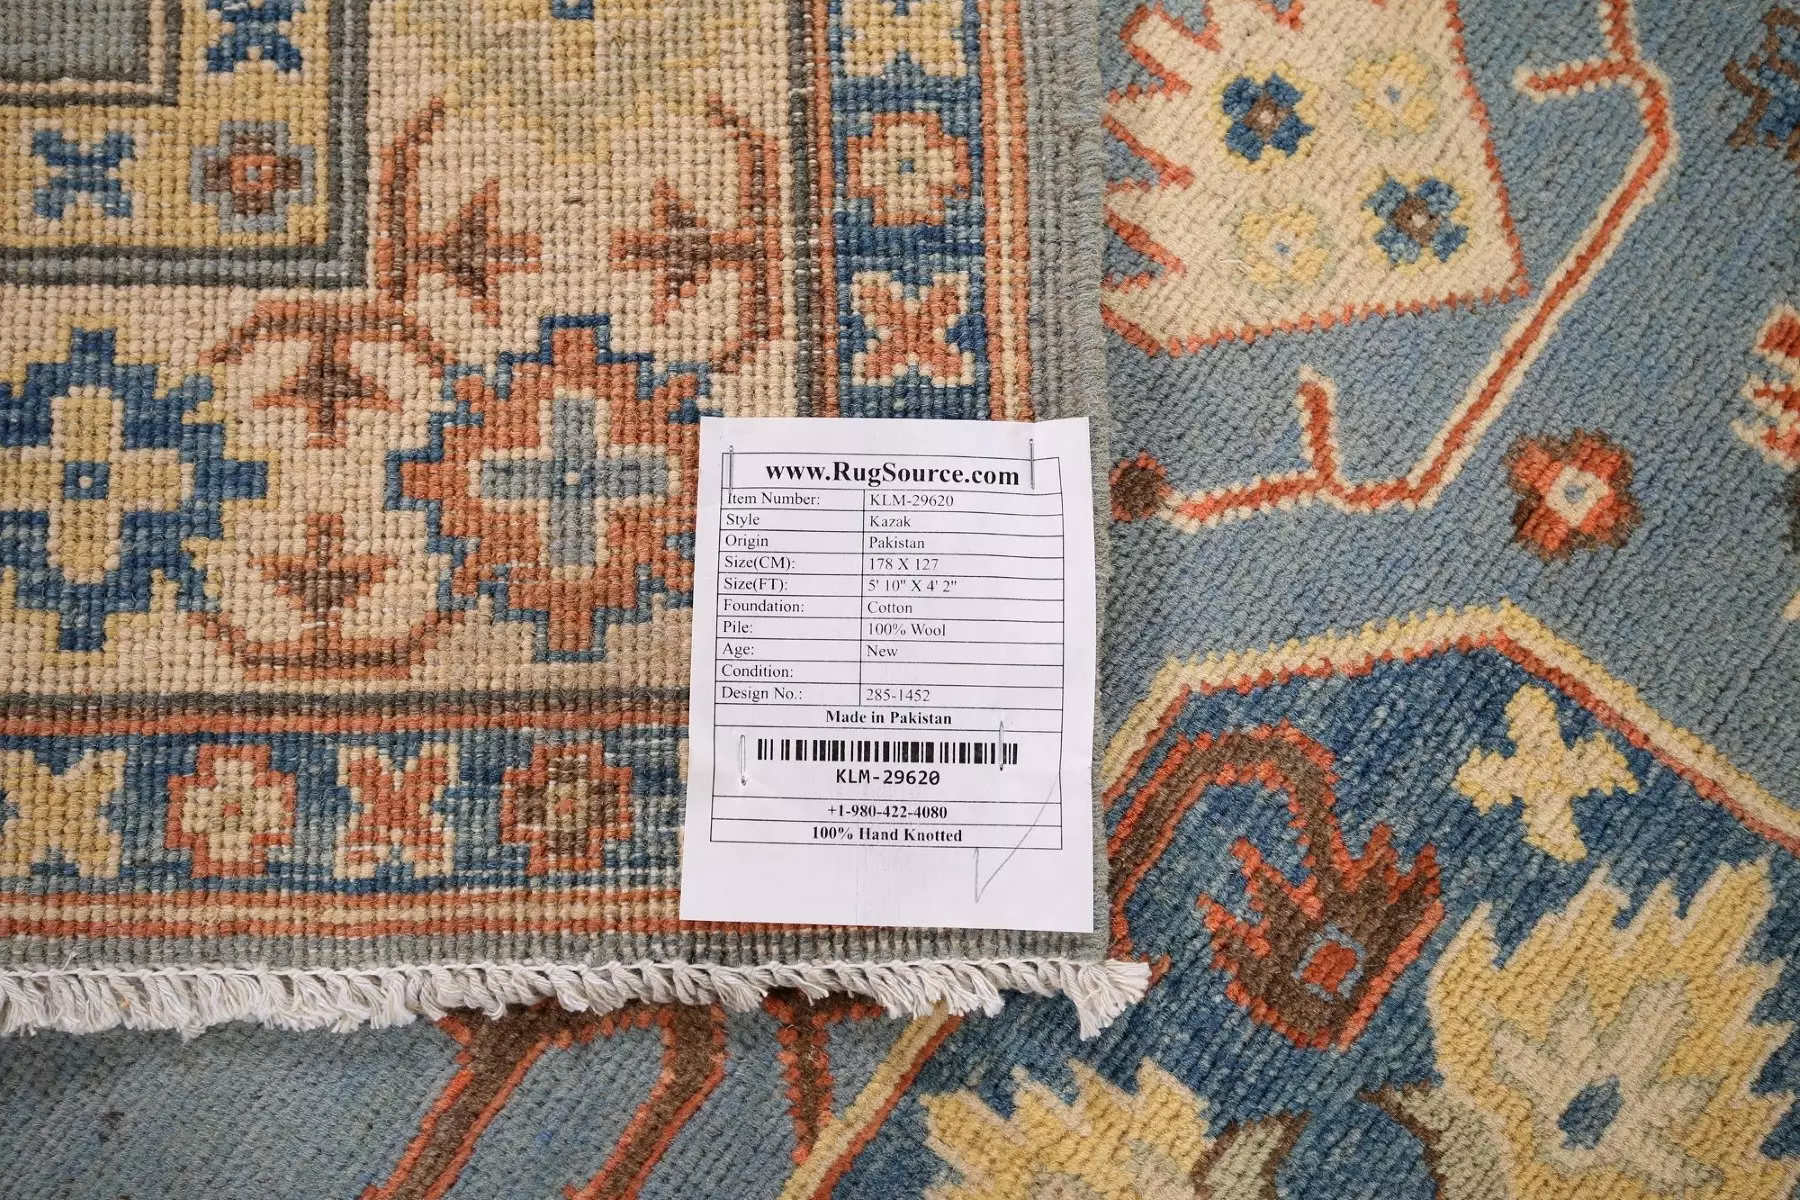 www.RugSource.com
Item Number: KLM-29620
Style Kazak
Origin Pakistan
Size(CM): 178 X 127
Size(FT): 5' 10" X 4' 2"
Foundation: Cotton
Pile: 100% Wool
Age: New
Condition:
Design No.: 285-1452
Made in Pakistan
KLM-29620
+1-980-422-4080
100% Hand Knotted